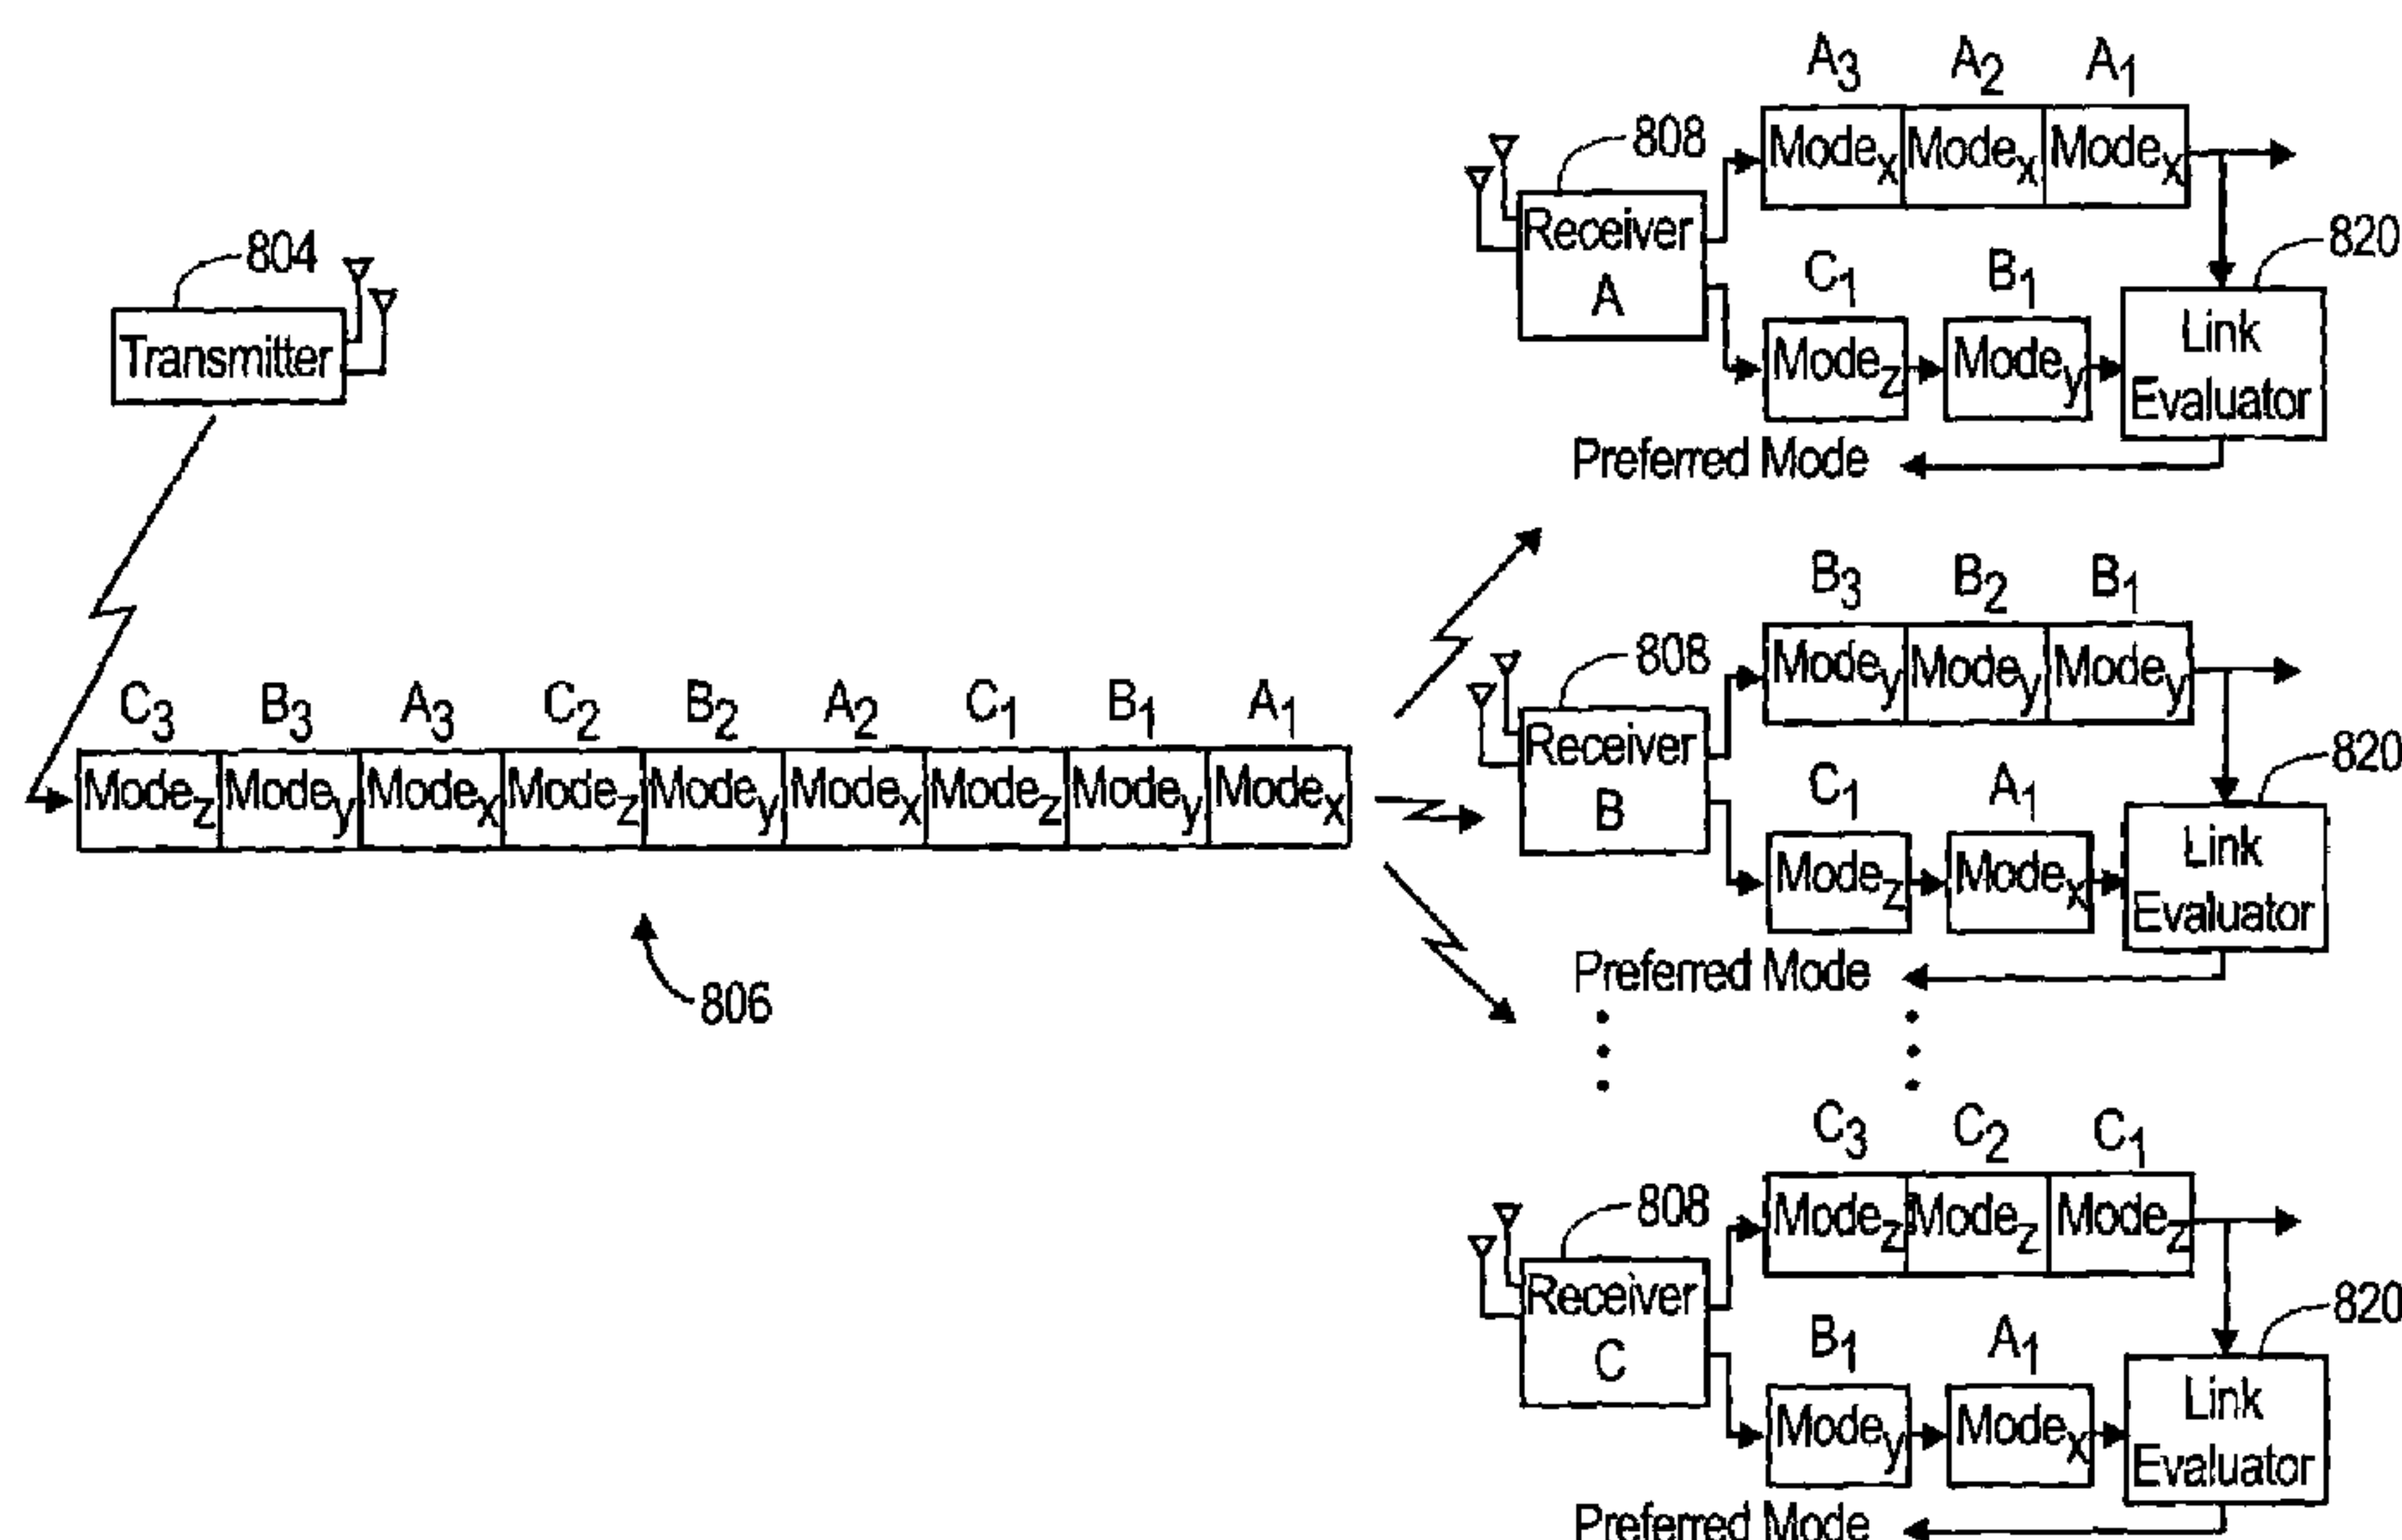 804
Transmitter
C3 B3 A3 C2 B2 A2 C1 B1 A1
Modez Modey Modex Modez Modey Modex Modez Modey Modex
806
A3 A2 A1
808
Modex Modex Modex
Receiver
A
820
C1 B1
Modez Modey
Link
Evaluator
Preferred Mode
B3 B2 B1
808
Modey Modey Modey
Receiver
B
820
C1 A1
Modez Modex
Link
Evaluator
Preferred Mode
C3 C2 C1
808
Modez Modez Modez
Receiver
C
820
B1 A1
Modey Modex
Link
Evaluator
Preferred Mode